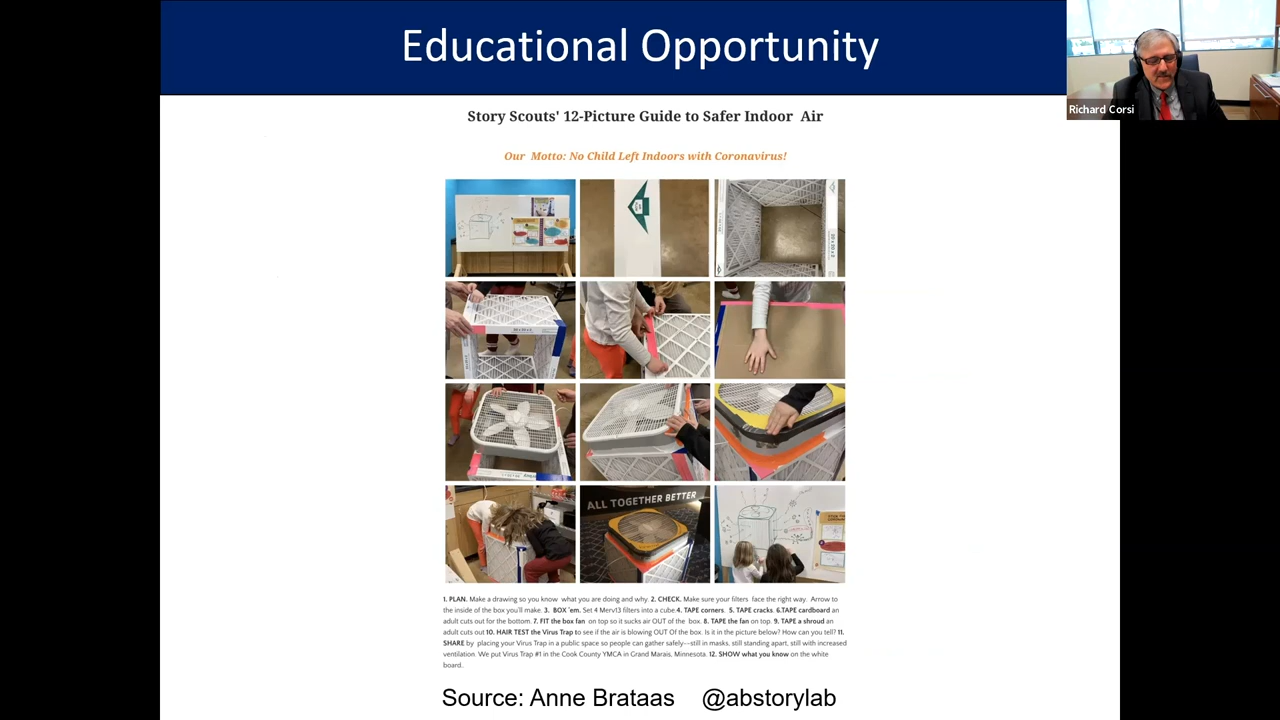 Educational Opportunity
Richard Corsi
Story Scouts' 12-Picture Guide to Safer Indoor Air
Our Motto: No Child Left Indoors with Coronavirus!
ALL TOGETHER BETTER
1. PLAN. Make a drawing so you know what you are doing and why. 2. CHECK. Make sure your filters face the right way. Arrow to
the inside of the box you'll make. 3. BOX 'em. Set 4 Merv13 filters into a cube 4. TAPE corners. 5. TAPE cracks. 6.TAPE cardboard an
adult cuts out for the bottom. 7. FIT the box fan on top so it sucks air OUT of the box. 8. TAPE the fan on top. 9. TAPE a shroud an
adult cuts out 10. HAIR TEST the Virus Trap to see if the air is blowing OUT Of the box. Is it in the picture below? How can you tell? 11.
SHARE by placing your Virus Trap in a public space so people can gather safely---still in masks, still standing apart, still with increased
ventilation. We put Virus Trap #1 in the Cook County YMCA in Grand Marais, Minnesota. 12. SHOW what you know on the white
board.
Source: Anne Brataas @abstorylab